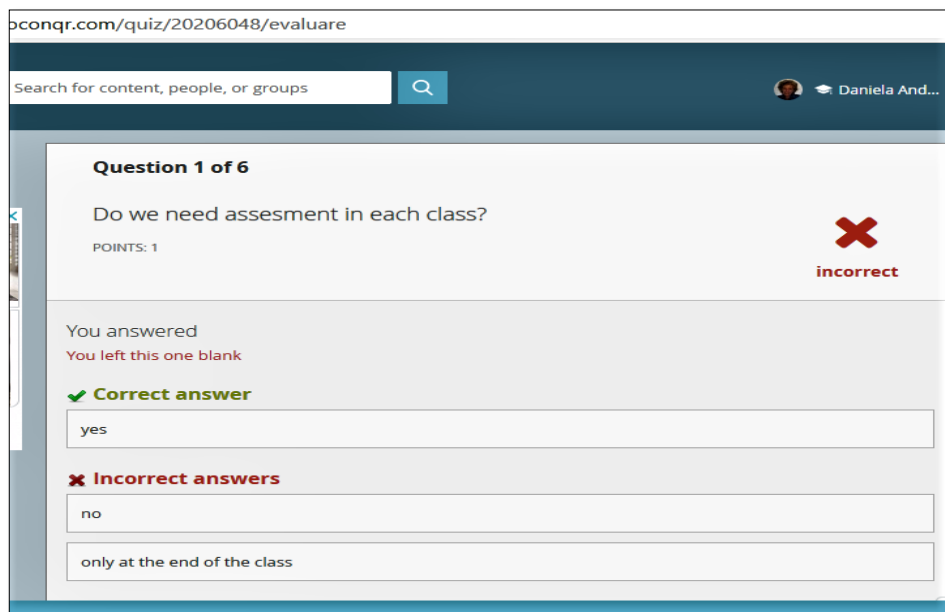 oconqr.com/quiz/20206048/evaluare
Search for content, people, or groups
Daniela And...
Question 1 of 6
Do we need assesment in each class?
POINTS: 1
incorrect
You answered
You left this one blank
Correct answer
yes
Incorrect answers
no
only at the end of the class